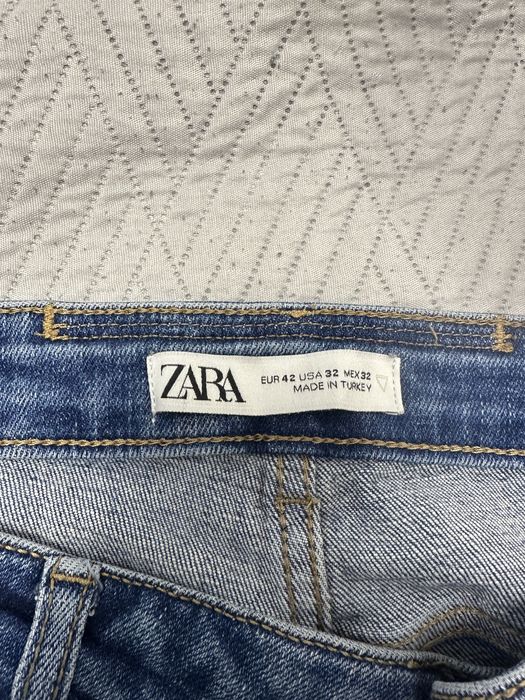 ZARA
EUR 42 USA 32 MEX 32
MADE IN TURKEY